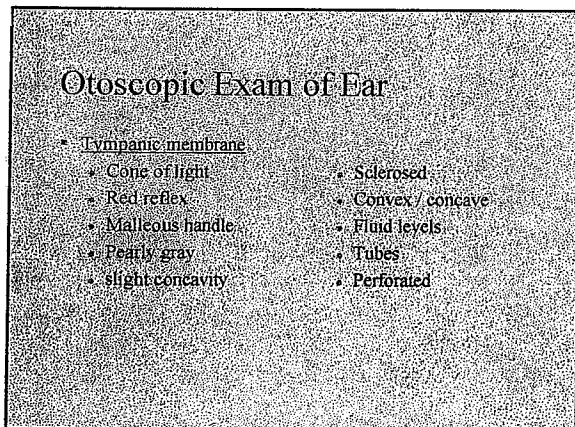 Otoscopic Exam of Ear
Tympanic membrane
Cone of light
Red reflex
Malleous handle
Pearly gray
slight concavity
Sclerosed
Convex / concave
Fluid levels
Tubes
Perforated